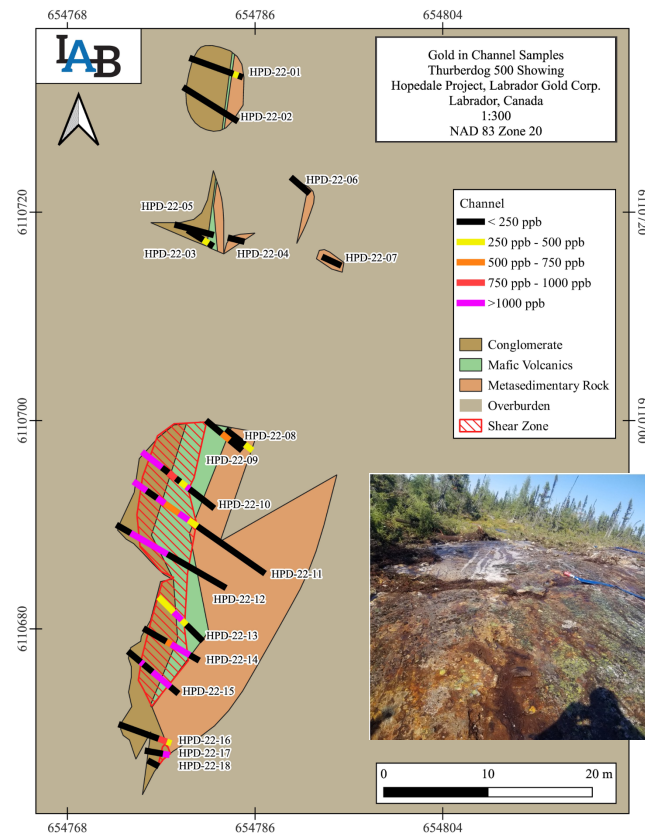 654768
654786
654804
LAB
Gold in Channel Samples
Thurberdog 500 Showing
Hopedale Project, Labrador Gold Corp.
Labrador, Canada
1:300
NAD 83 Zone 20
HPD-22-01
HPD-22-02
HPD-22-06
HPD-22-05
HPD-22-03
HPD-22-04
HPD-22-07
6110720
6110720
Channel
< 250 ppb
250 ppb - 500 ppb
500 ppb - 750 ppb
750 ppb - 1000 ppb
>1000 ppb
Conglomerate
Mafic Volcanics
Metasedimentary Rock
Overburden
Shear Zone
6110700
6110700
HPD-22-08
HPD-22-09
HPD-22-10
HPD-22-11
HPD-22-12
HPD-22-13
HPD-22-14
HPD-22-15
HPD-22-16
HPD-22-17
HPD-22-18
6110680
0
10
20 m
654768
654786
654804